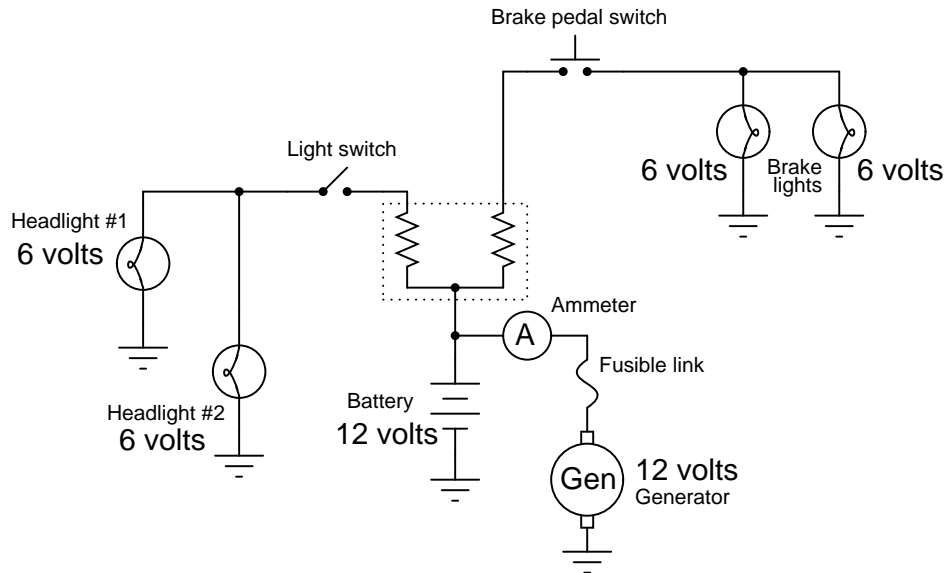 Brake pedal switch
Light switch
6 volts
Brake
lights
6 volts
Headlight #1
6 volts
Ammeter
A
Fusible link
Headlight #2
6 volts
Battery
12 volts
Gen
12 volts
Generator